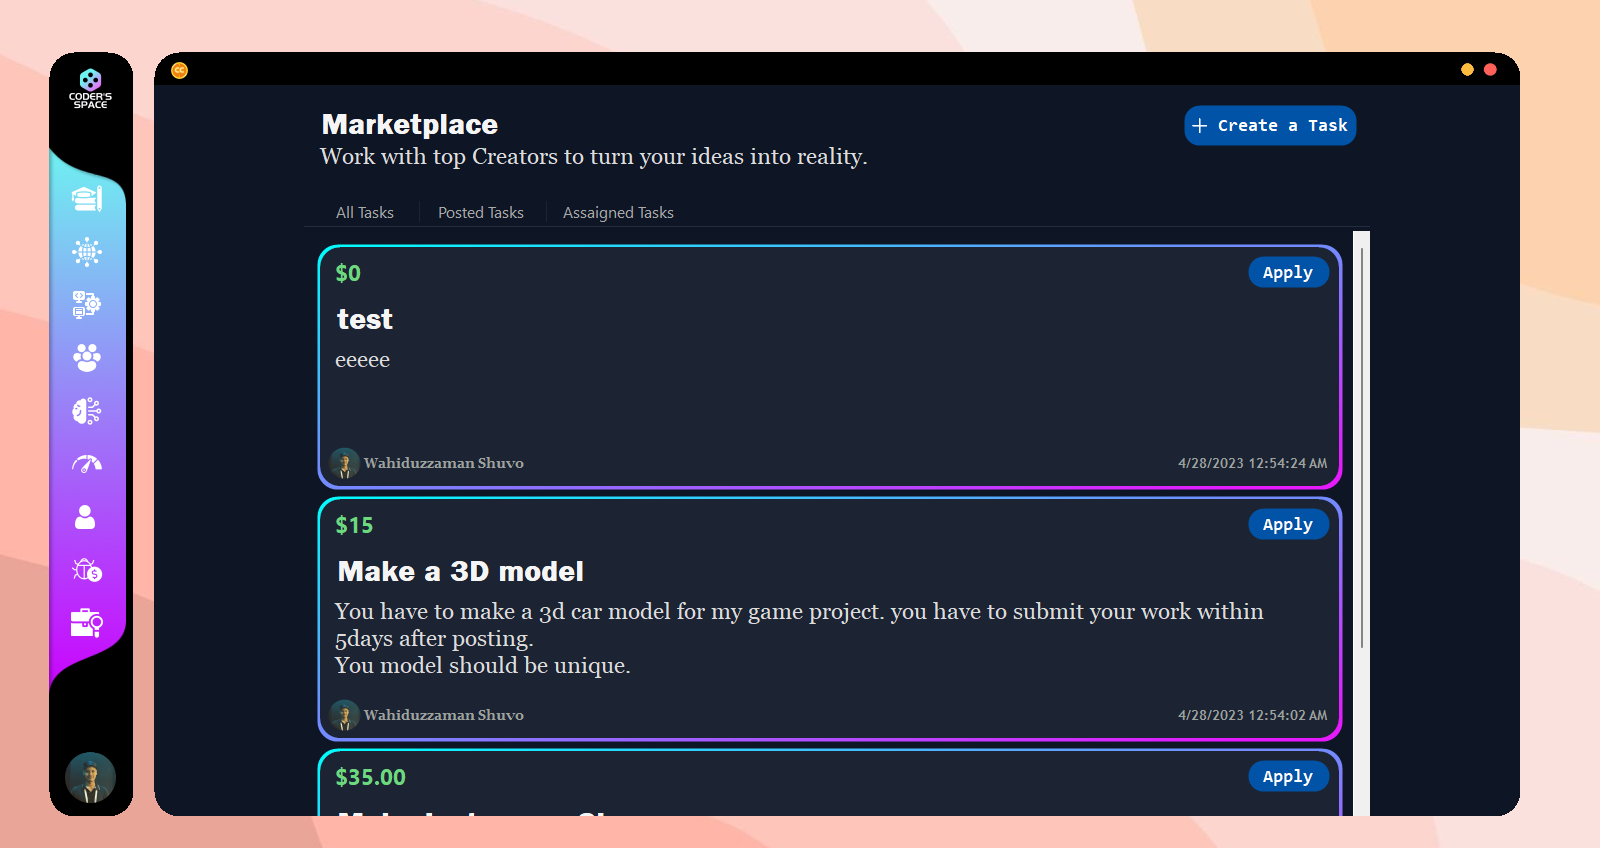 CODER'S
SPACE
CC
Marketplace
+ Create a Task
Work with top Creators to turn your ideas into reality.
All Tasks
Posted Tasks
Assaigned Tasks
$0
Apply
test
eeeee
Wahiduzzaman Shuvo
4/28/2023 12:54:24 AM
$15
Apply
Make a 3D model
You have to make a 3d car model for my game project. you have to submit your work within
5days after posting.
You model should be unique.
Wahiduzzaman Shuvo
4/28/2023 12:54:02 AM
$35.00
Apply